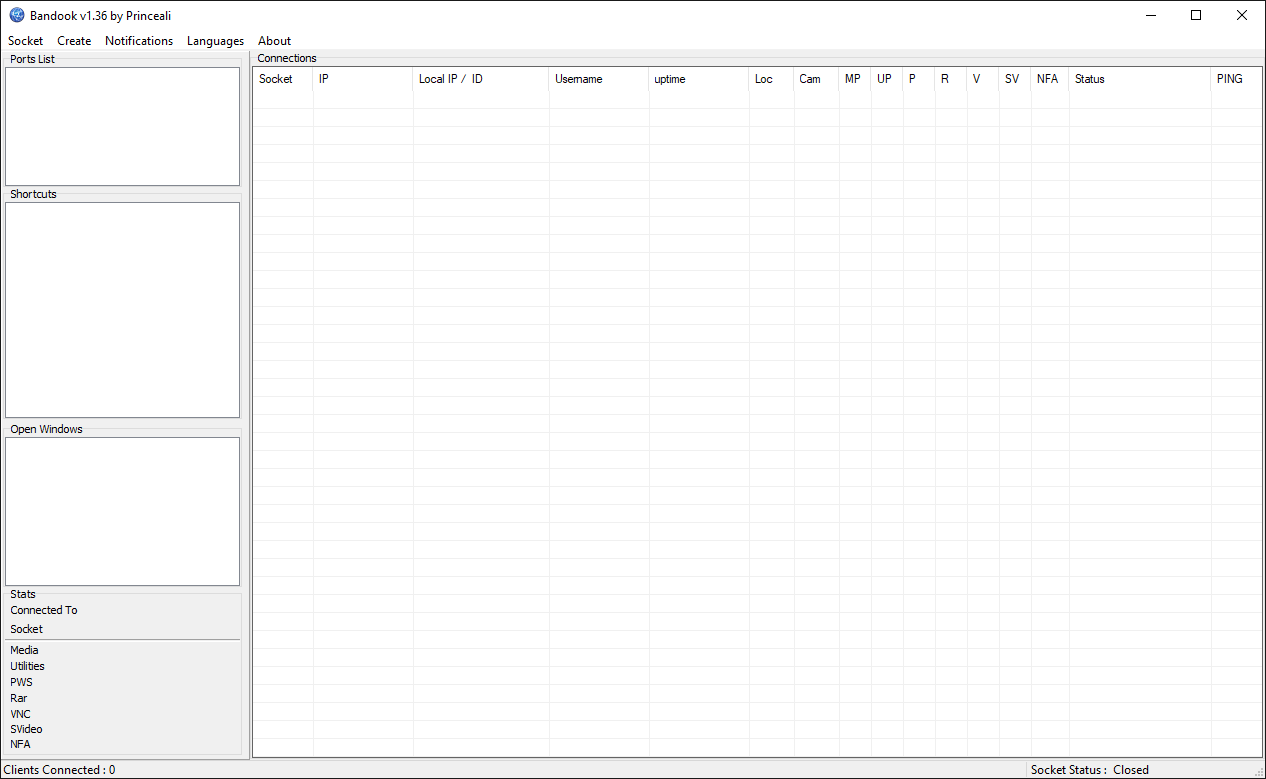 Bandook v1.36 by Princeali
Socket Create Notifications Languages About
Ports List
Shortcuts
Open Windows
Stats
Connected To
Socket
Media
Utilities
PWS
Rar
VNC
SVideo
NFA
Connections
Socket IP Local IP / ID Username uptime Loc Cam MP UP P R V SV NFA Status PING
Clients Connected : 0
Socket Status : Closed